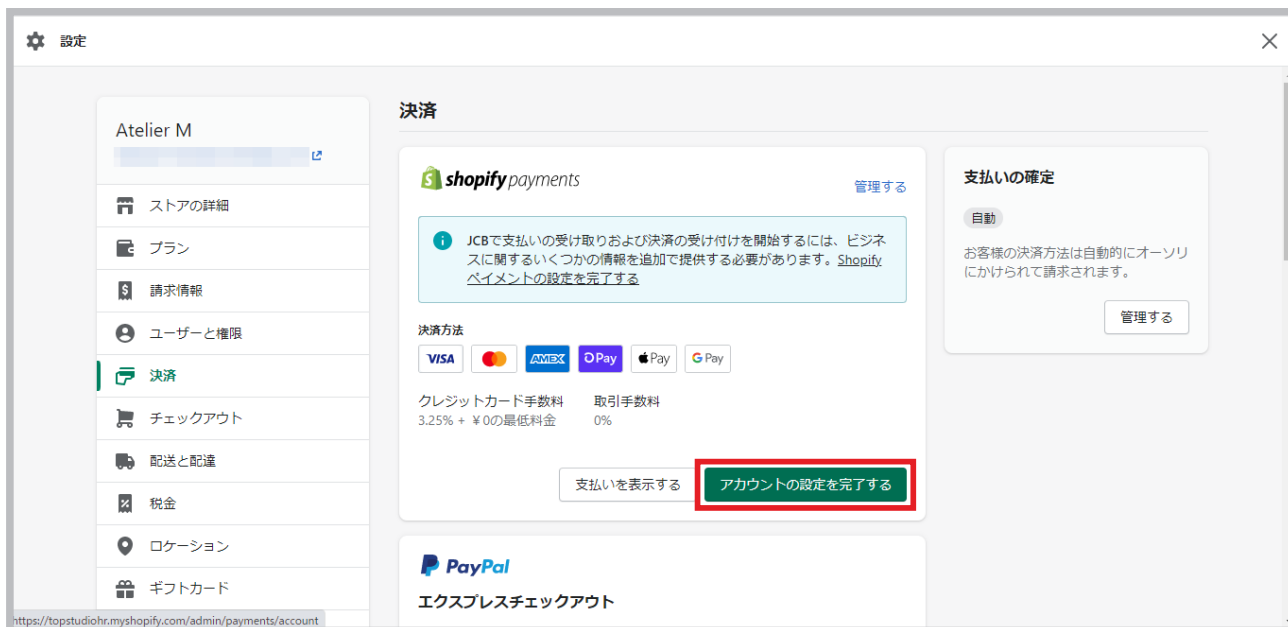 設定
Atelier M
ストアの詳細
プラン
請求情報
ユーザーと権限
決済
チェックアウト
配送と配達
税金
ロケーション
ギフトカード
決済
shopify payments
管理する
JCBで支払いの受け取りおよび決済の受け付けを開始するには、ビジネ
スに関するいくつかの情報を追加で提供する必要があります。Shopify
ペイメントの設定を完了する
決済方法
VISA
AMEX
Pay
Pay
G Pay
クレジットカード手数料 取引手数料
3.25% + ¥0の最低料金 0%
支払いを表示する
アカウントの設定を完了する
PayPal
エクスプレスチェックアウト
支払いの確定
自動
お客様の決済方法は自動的にオーソリ
にかけられて請求されます。
管理する
https://topstudiohr.myshopify.com/admin/payments/account